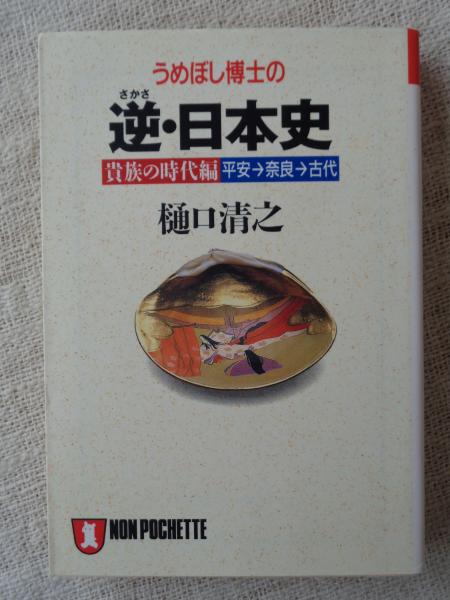 うめぼし博士の
さかさ
逆・日本史
貴族の時代編 平安→奈良→古代
樋口清之
NON POCHETTE